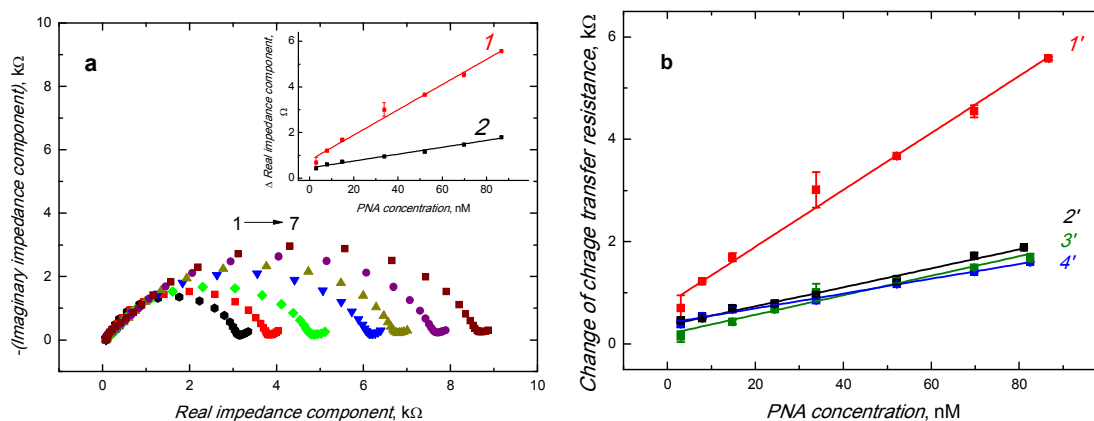 a
-(Imaginary impedance component), kΩ
10
8
6
4
2
0
0 2 4 6 8 10
Real impedance component, kΩ
1 7
Δ Real impedance component,
Ω
6
4
2
0
0 20 40 60 80 100
PNA concentration, nM
1
2
b
Change of ohrage transfer resistance, kΩ
6
4
2
0
0 20 40 60 80
PNA concentration, nM
1'
2'
3'
4'